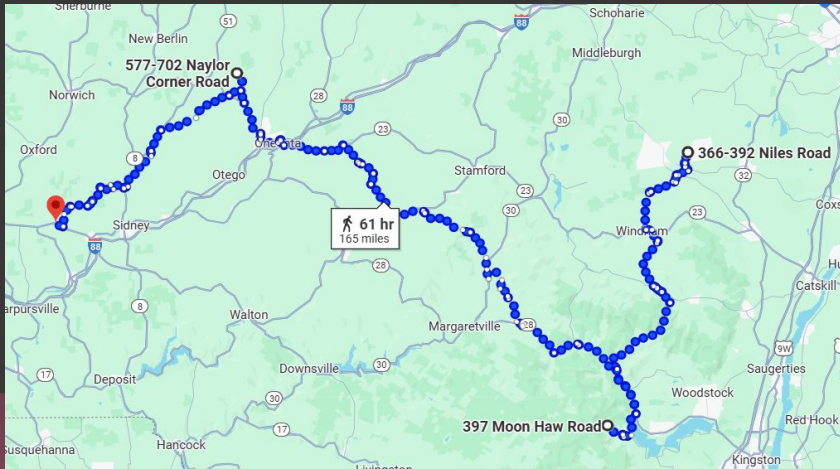 Sherburne
Schoharie
51
88
New Berlin
Middleburgh
577-702 Naylor
Corner Road
Norwich
28
88
30
23
Oxford
Oneonta
366-392 Niles Road
8
Stamford
Otego
32
23
30
23
61 hr
165 miles
Sidney
Windham
88
28
Catskill
8
Walton
Margaretville
28
9W
Downsville
30
Saugerties
17
Deposit
Woodstock
30
397 Moon Haw Road
Red Hook
17
Susquehanna
Hancock
Kingston